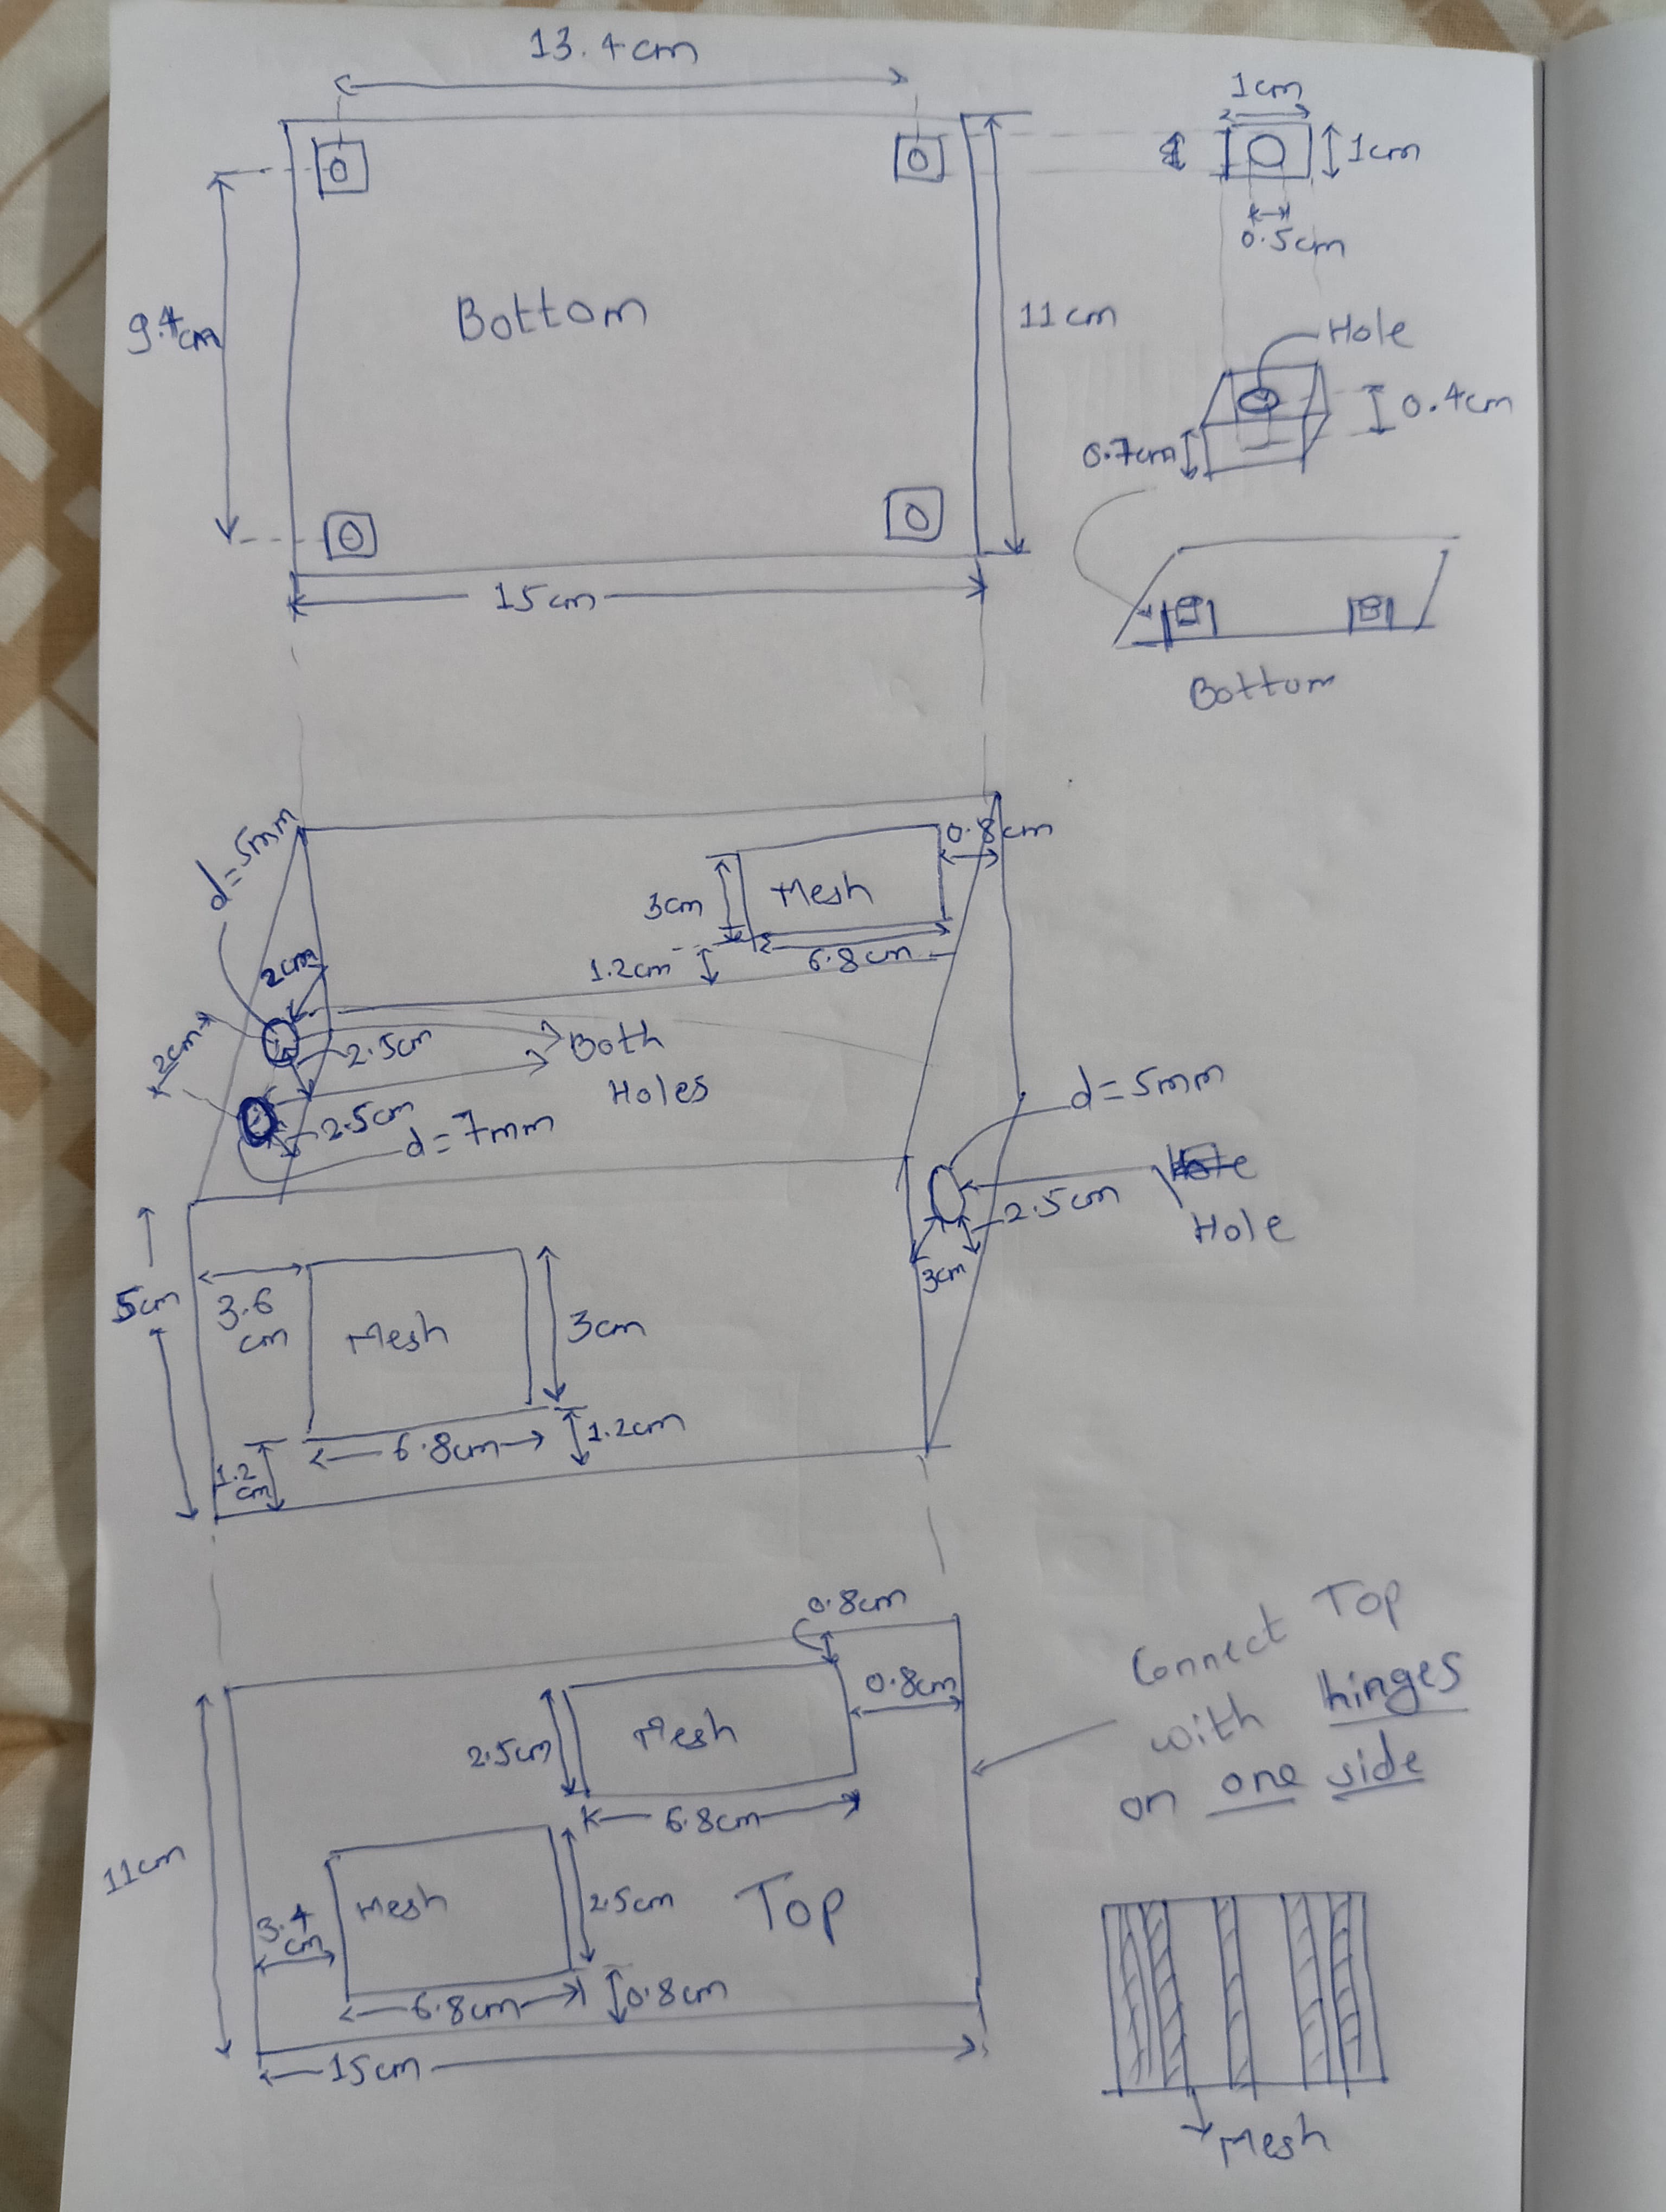 13.4cm
1cm
1cm
0.5cm
9.4cm
Bottom
11cm
Hole
0.4cm
0.7cm
15cm
Bottom
d=5mm
0.8cm
3cm
Mesh
6.8cm
1.2cm
2cm
2cm
2.5cm
Both
Holes
2.5cm
d=7mm
d=5mm
2.5cm
Hole
3cm
5cm
3.6
cm
Mesh
3cm
6.8cm
1.2cm
1.2
cm
0.8cm
0.8cm
2.5cm
Mesh
6.8cm
Connect Top
with hinges
on one side
11cm
Mesh
2.5cm
Top
3.4
cm
6.8cm
0.8cm
15cm
Mesh